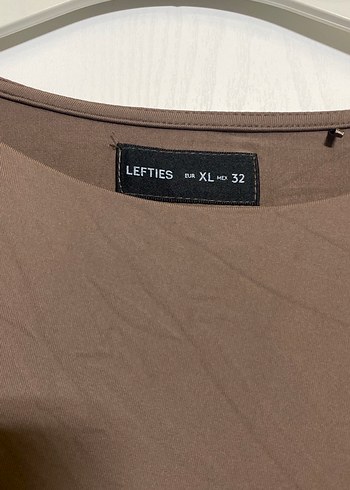 LEFTIES EUR XL MEX 32